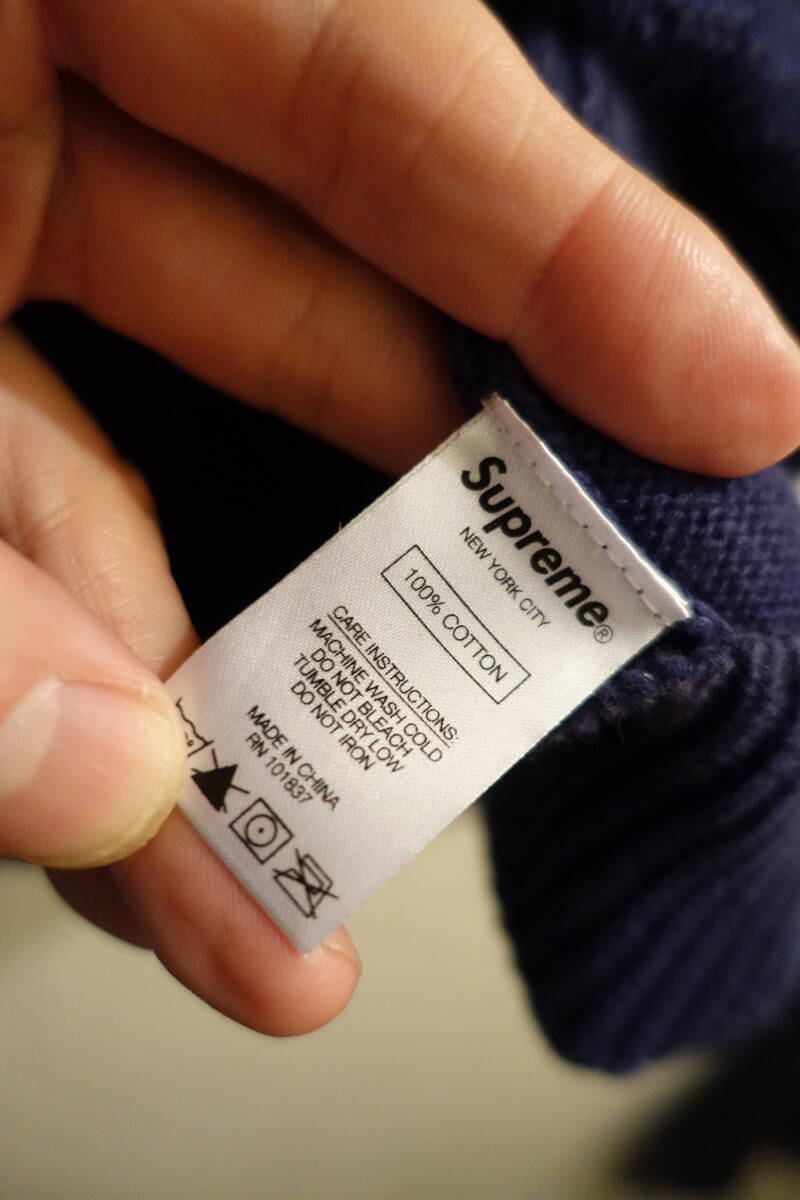 Supreme®
NEW YORK CITY
100% COTTON
CARE INSTRUCTIONS:
MACHINE WASH COLD
DO NOT BLEACH
TUMBLE DRY LOW
DO NOT IRON
MADE IN CHINA
RN 101837